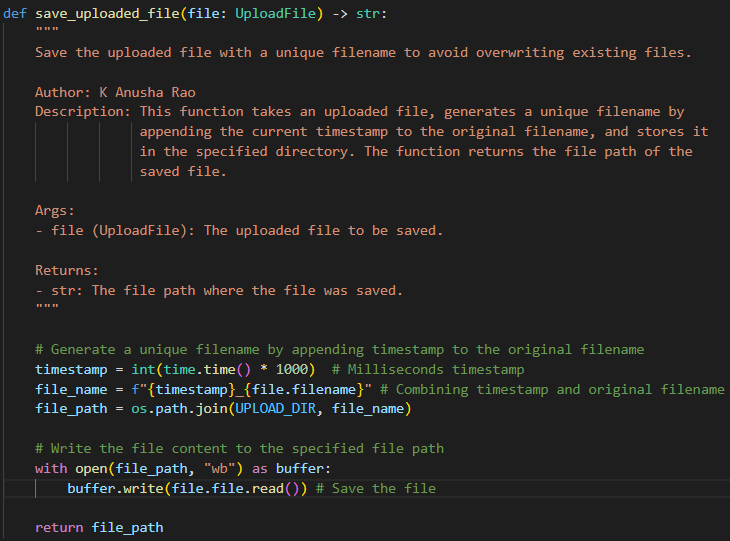 def save_uploaded_file(file: UploadFile) -> str:
"""
Save the uploaded file with a unique filename to avoid overwriting existing files.
Author: K Anusha Rao
Description: This function takes an uploaded file, generates a unique filename by
appending the current timestamp to the original filename, and stores it
in the specified directory. The function returns the file path of the
saved file.
Args:
- file (UploadFile): The uploaded file to be saved.
Returns:
- str: The file path where the file was saved.
"""
# Generate a unique filename by appending timestamp to the original filename
timestamp = int(time.time() * 1000)  # Milliseconds timestamp
file_name = f"{timestamp}_{file.filename}" # Combining timestamp and original filename
file_path = os.path.join(UPLOAD_DIR, file_name)
# Write the file content to the specified file path
with open(file_path, "wb") as buffer:
buffer.write(file.file.read()) # Save the file
return file_path